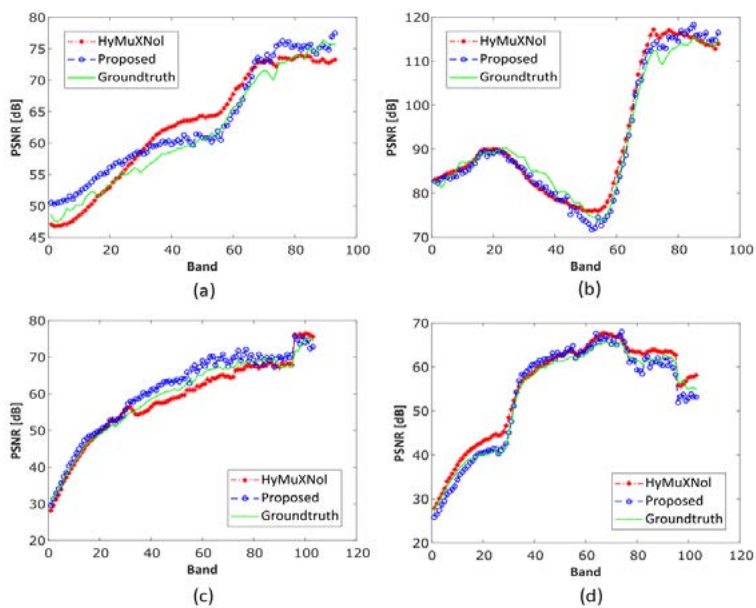 80
75
70
65
60
55
50
45
PSNR [dB]
HyMuXNol
Proposed
Groundtruth
0 20 40 60 80 100
Band
(a)
120
110
100
90
80
70
PSNR [dB]
HyMuXNol
Proposed
Groundtruth
0 20 40 60 80 100
Band
(b)
80
70
60
50
40
30
20
PSNR [dB]
HyMuXNol
Proposed
Groundtruth
0 20 40 60 80 100 120
Band
(c)
70
60
50
40
30
20
PSNR [dB]
HyMuXNol
Proposed
Groundtruth
0 20 40 60 80 100 120
Band
(d)